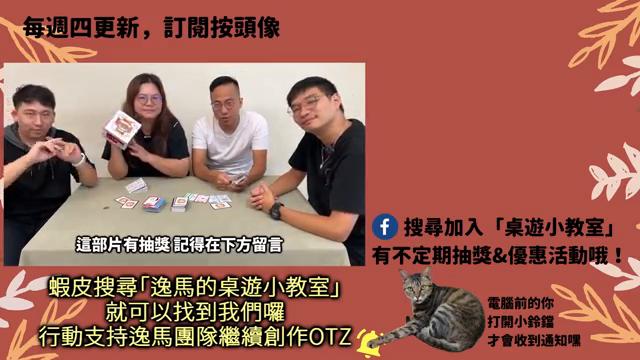 每週四更新，訂閱按頭像
這部片有抽獎 記得在下方留言
搜尋加入「桌遊小教室」
有不定期抽獎&優惠活動哦！
蝦皮搜尋｢逸馬的桌遊小教室｣
就可以找到我們囉
行動支持逸馬團隊繼續創作OTZ
電腦前的你
打開小鈴鐺
才會收到通知嘿